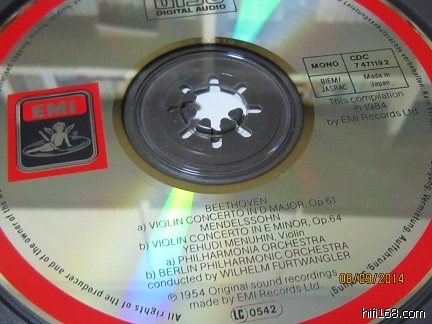 DISC
DIGITAL AUDIO
MONO
CDC
7 47119 2
BIEM/
JASRAC
Made in
Japan
This compilation
℗1984
by EMI Records Ltd
EMI
BEETHOVEN
a) VIOLIN CONCERTO IN D MAJOR, Op.61
MENDELSSOHN
b) VIOLIN CONCERTO IN E MINOR, Op.64
YEHUDI MENUHIN, Violin
a) PHILHARMONIA ORCHESTRA
b) BERLIN PHILHARMONIC ORCHESTRA
conducted by WILHELM FURTWÄNGLER
℗ 1954 Original sound recordings
made by EMI Records Ltd.
LC 0542
All rights of the producer and of the owner of the
Vermietung, Aufführung,
08/09/2014
hifi168.com